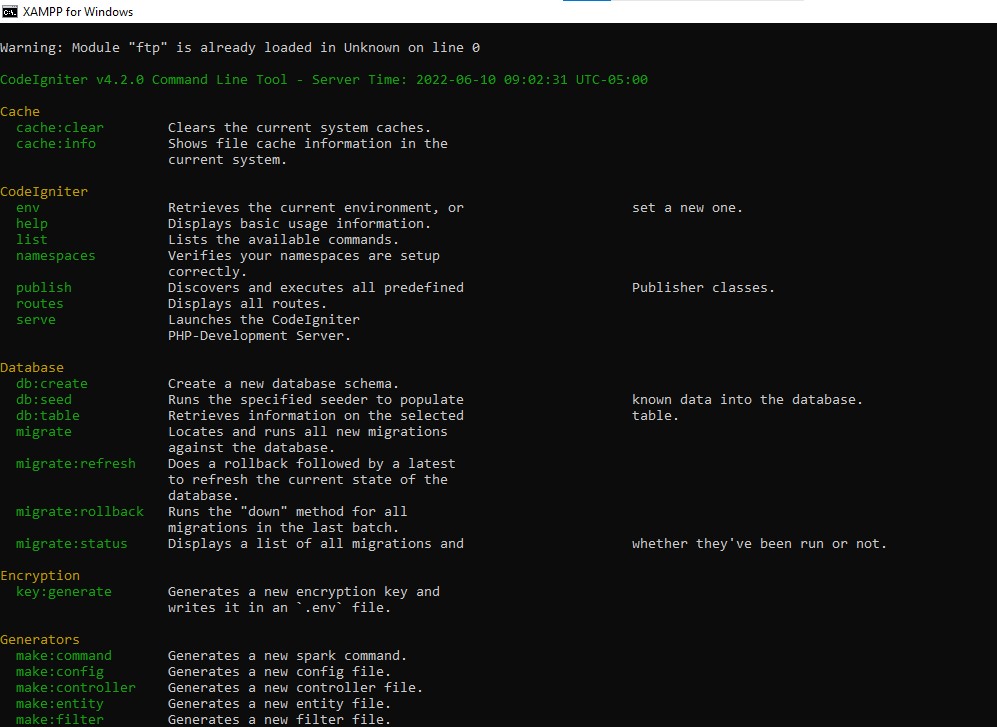 XAMPP for Windows
Warning: Module "ftp" is already loaded in Unknown on line 0
CodeIgniter v4.2.0 Command Line Tool - Server Time: 2022-06-10 09:02:31 UTC-05:00
Cache
cache:clear Clears the current system caches.
cache:info Shows file cache information in the
current system.
CodeIgniter
env Retrieves the current environment, or set a new one.
help Displays basic usage information.
list Lists the available commands.
namespaces Verifies your namespaces are setup
correctly.
publish Discovers and executes all predefined Publisher classes.
routes Displays all routes.
serve Launches the CodeIgniter
PHP-Development Server.
Database
db:create Create a new database schema.
db:seed Runs the specified seeder to populate known data into the database.
db:table Retrieves information on the selected table.
migrate Locates and runs all new migrations
against the database.
migrate:refresh Does a rollback followed by a latest
to refresh the current state of the
database.
migrate:rollback Runs the "down" method for all
migrations in the last batch.
migrate:status Displays a list of all migrations and whether they've been run or not.
Encryption
key:generate Generates a new encryption key and
writes it in an `.env` file.
Generators
make:command Generates a new spark command.
make:config Generates a new config file.
make:controller Generates a new controller file.
make:entity Generates a new entity file.
make:filter Generates a new filter file.